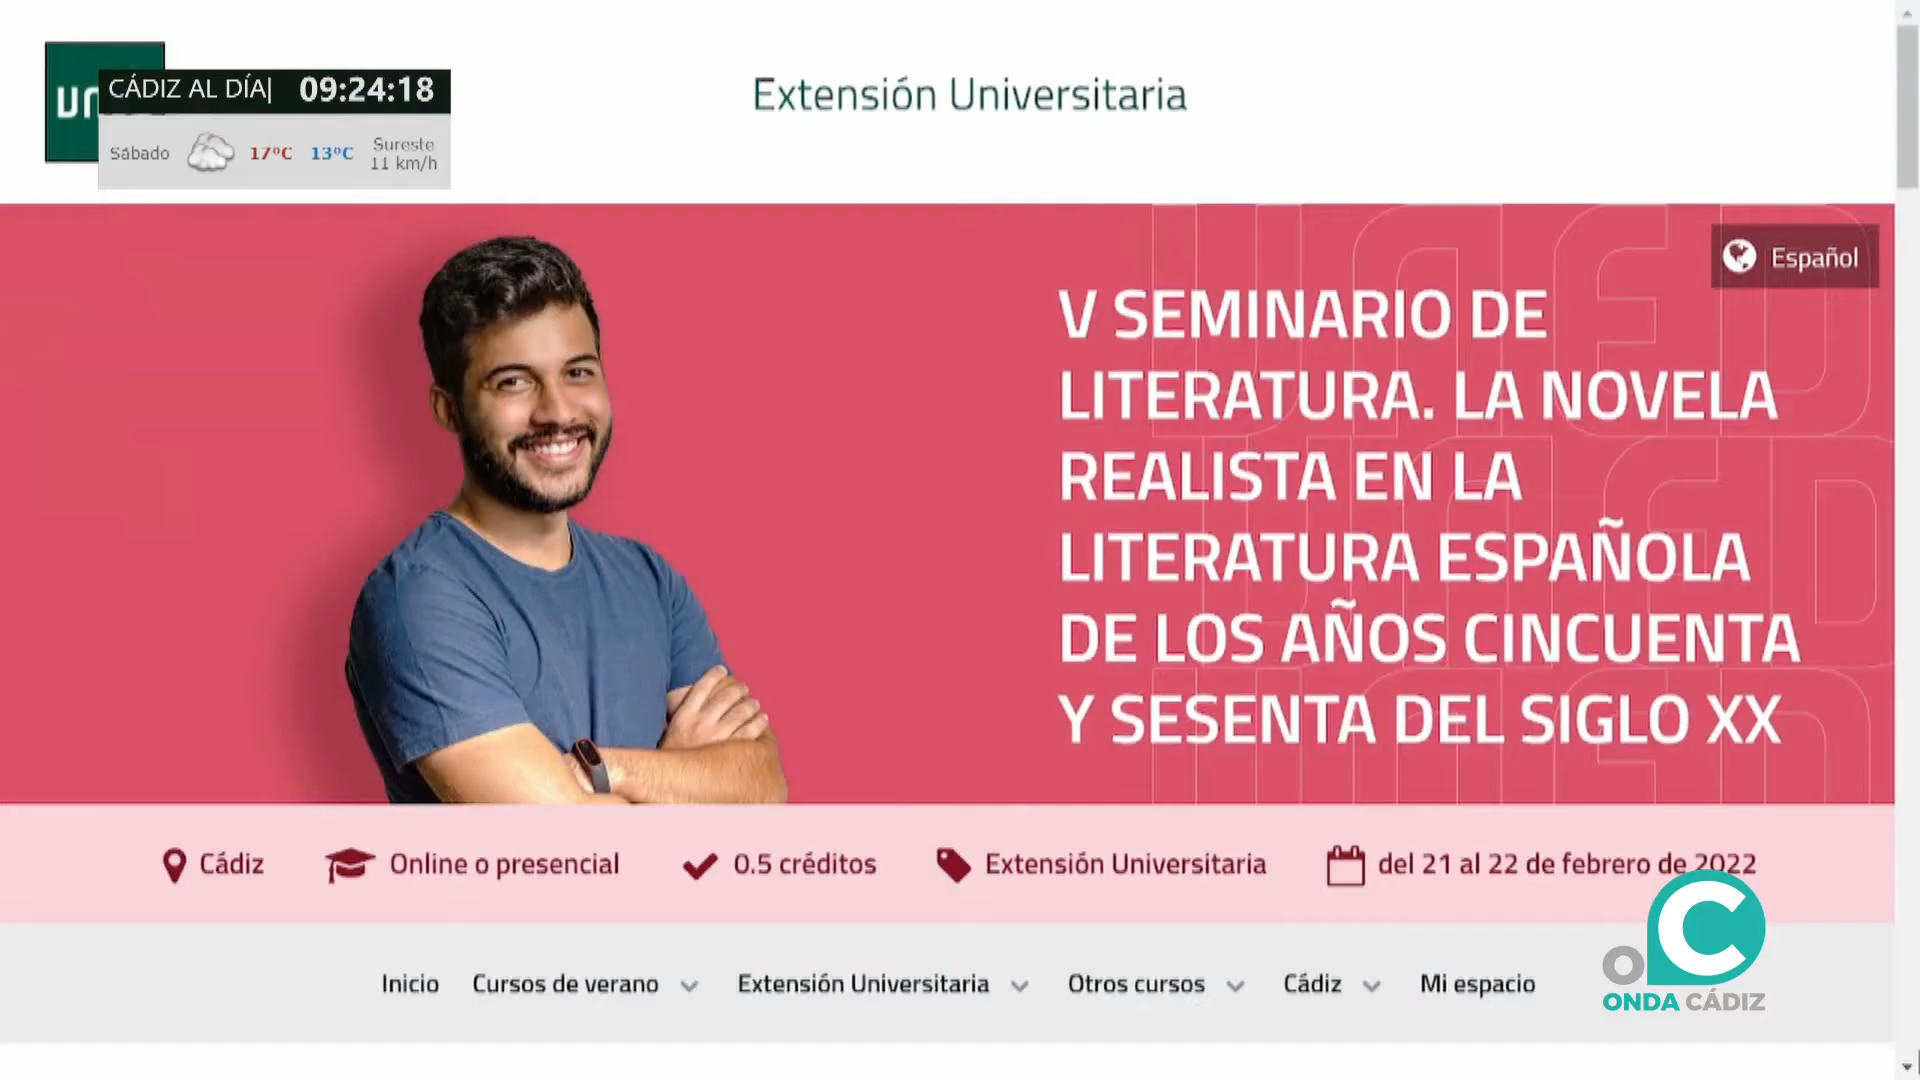 CÁDIZ AL DÍA| 09:24:18
Sábado 17ºC 13ºC Sureste
11 km/h
Extensión Universitaria
Español
V SEMINARIO DE
LITERATURA. LA NOVELA
REALISTA EN LA
LITERATURA ESPAÑOLA
DE LOS AÑOS CINCUENTA
Y SESENTA DEL SIGLO XX
Cádiz Online o presencial 0.5 créditos Extensión Universitaria del 21 al 22 de febrero de 2022
Inicio Cursos de verano Extensión Universitaria Otros cursos Cádiz Mi espacio
OC
ONDA CÁDIZ